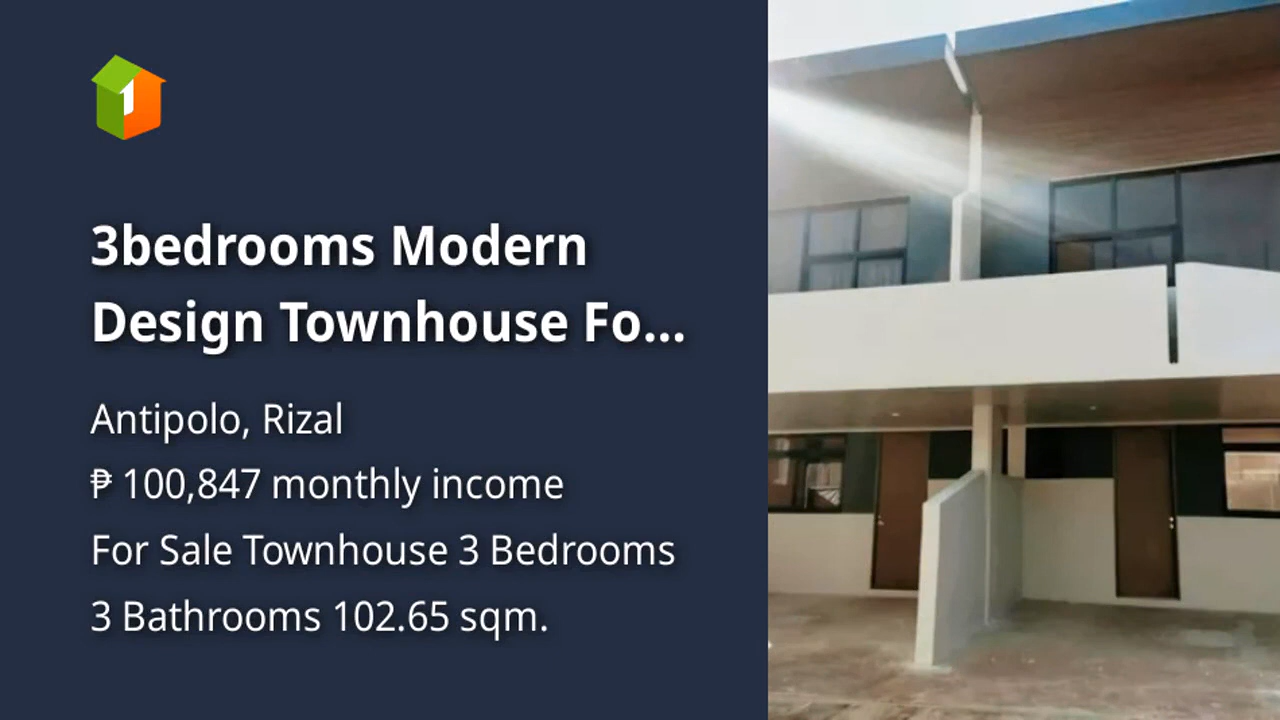 3bedrooms Modern
Design Townhouse Fo...
Antipolo, Rizal
₱ 100,847 monthly income
For Sale Townhouse 3 Bedrooms
3 Bathrooms 102.65 sqm.